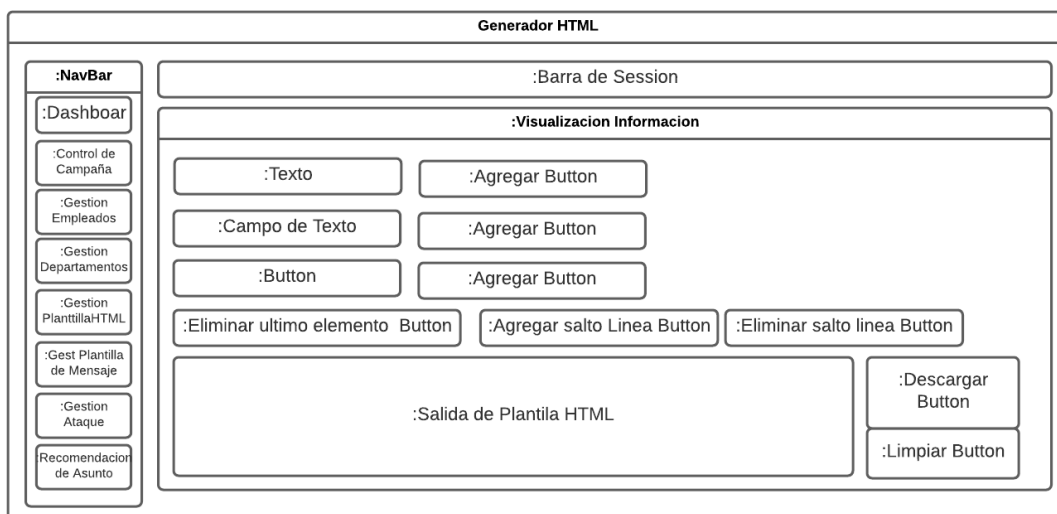 Generador HTML
:NavBar
:Dashboar
:Control de
Campaña
:Gestion
Empleados
:Gestion
Departamentos
:Gestion
PlanttillaHTML
:Gest Plantilla
de Mensaje
:Gestion
Ataque
:Recomendacion
de Asunto
:Barra de Session
:Visualizacion Informacion
:Texto
:Agregar Button
:Campo de Texto
:Agregar Button
:Button
:Agregar Button
:Eliminar ultimo elemento Button
:Agregar salto Linea Button
:Eliminar salto linea Button
:Salida de Plantila HTML
:Descargar
Button
:Limpiar Button